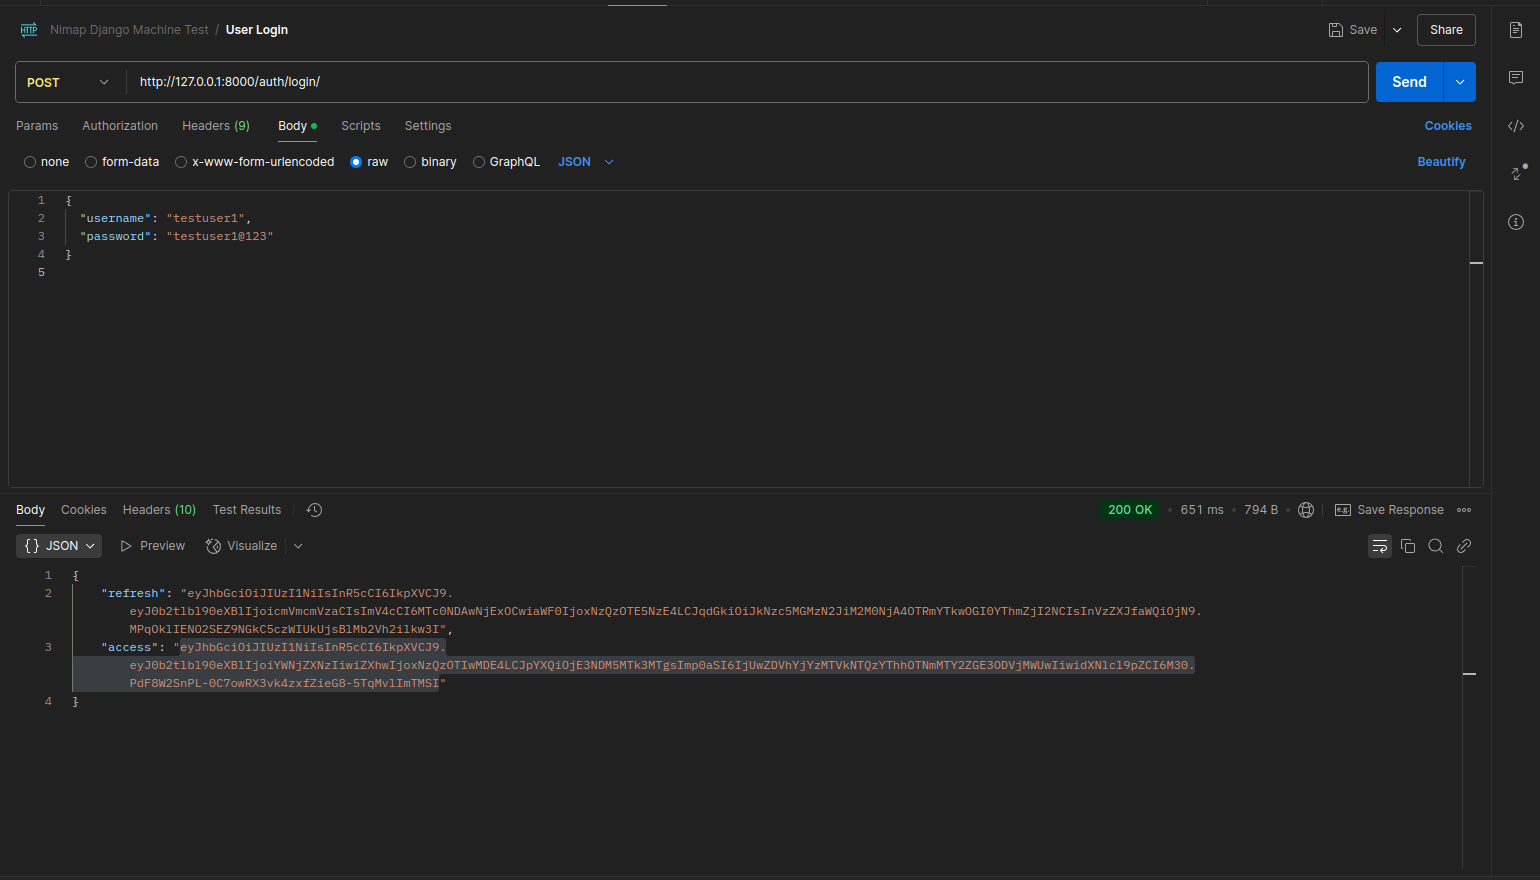 Nimap Django Machine Test / User Login
Save
Share
POST
http://127.0.0.1:8000/auth/login/
Send
Params Authorization Headers (9) Body Scripts Settings
Cookies
none form-data x-www-form-urlencoded raw binary GraphQL JSON
Beautify
1 {
2 "username": "testuser1",
3 "password": "testuser1@123"
4 }
5
Body Cookies Headers (10) Test Results
200 OK • 651 ms • 794 B •
e.g. Save Response
{} JSON Preview Visualize
1 {
2 "refresh": "eyJhbGciOiJIUzI1NiIsInR5cCI6IkpXVCJ9.
eyJ0b2tlbl90eXBlIjoicmVmcmVzaCIsImV4cCI6MTc0NDAwNjExOCwiaWF0IjoxNzQzOTE5NzE4LCJqdGkiOiJkNzc5MGMzN2JiM2M0NjA4OTRmYTkwOGI0YThmZjI2NCIsInVzZXJfaWQiOjN9.
MPqOklIENO2SEZ9NGkC5czWIUkUjsBlMb2Vh2ilkw3I",
3 "access": "eyJhbGciOiJIUzI1NiIsInR5cCI6IkpXVCJ9.
eyJ0b2tlbl90eXBlIjoiYWNjZXNzIiwiZXhwIjoxNzQzOTIwMDE4LCJpYXQiOjE3NDM5MTk3MTgsImp0aSI6IjUwZDVhYjYzMTVkNTQzYThhOTNmMTY2ZGE3ODVjMWUwIiwidXNlcl9pZCI6M30.
PdF8W2SnPL-0C7owRX3vk4zxfZieG8-5TqMvlImTMSI"
4 }